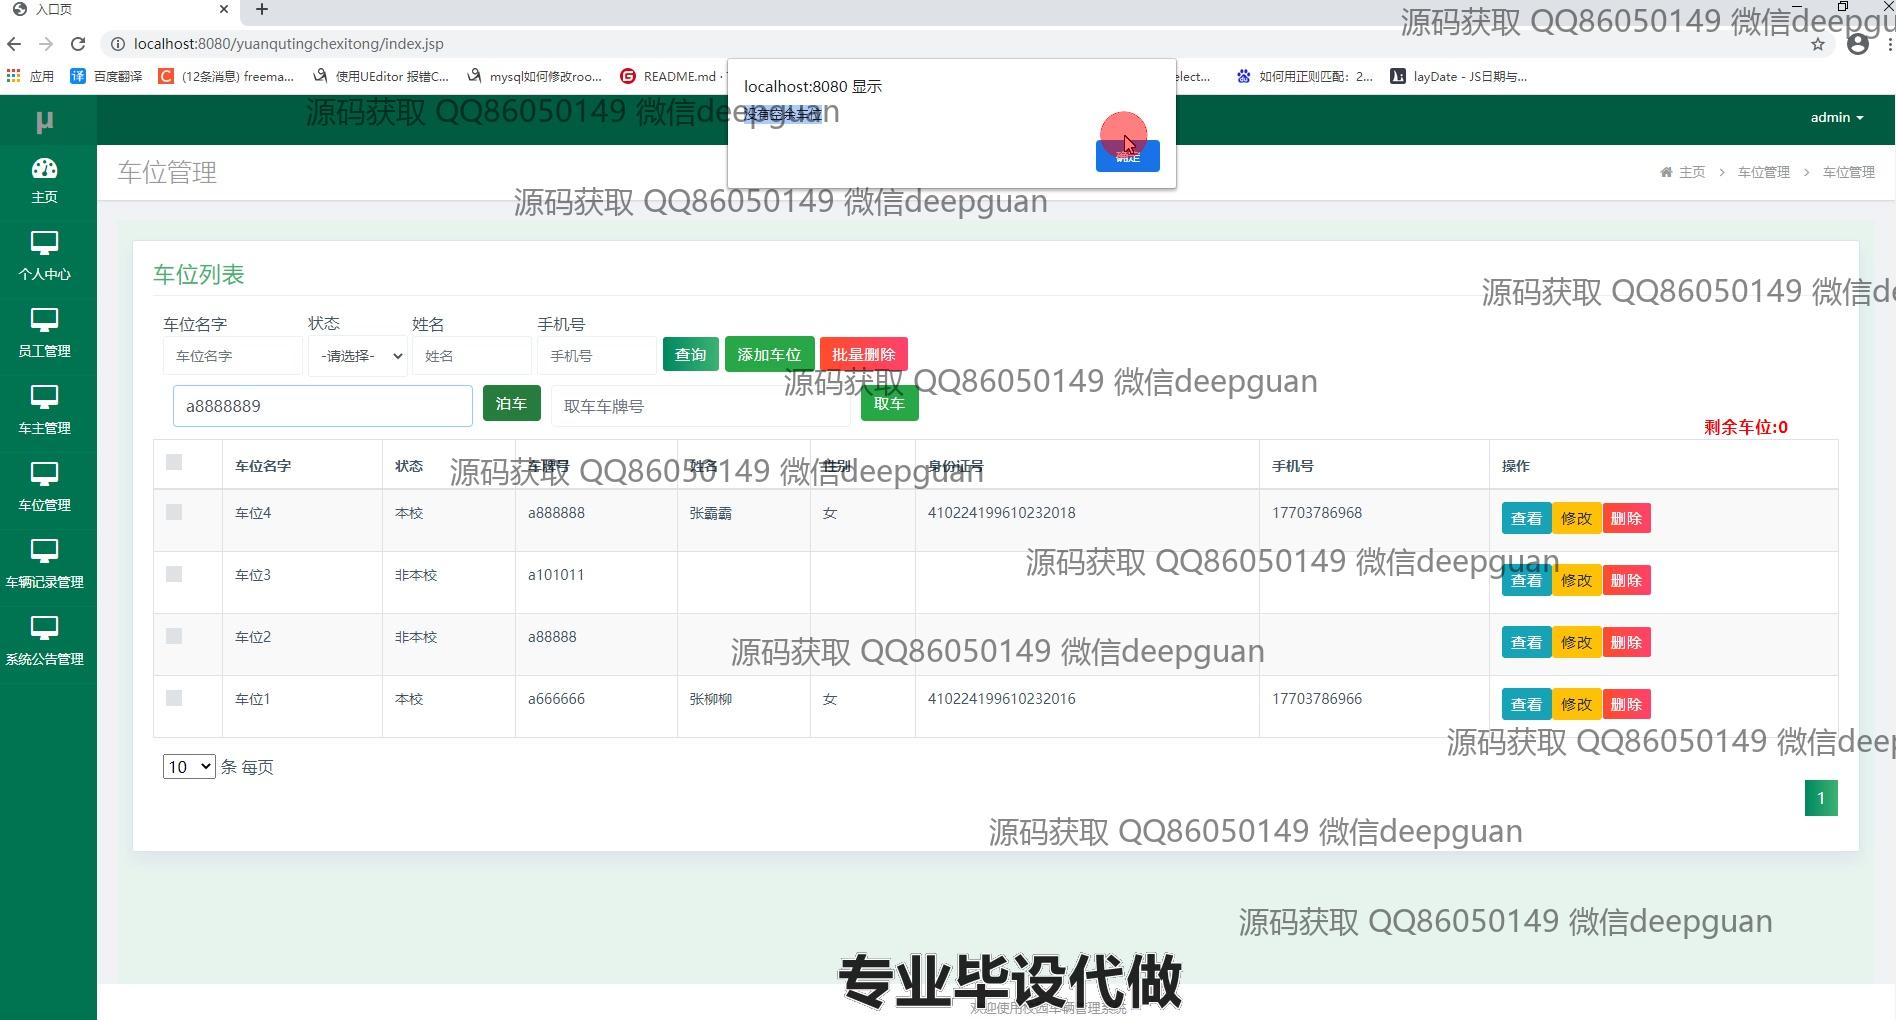 入口页
源码获取 QQ86050149 微信deepgu
localhost:8080/yuanqutingchexitong/index.jsp
应用 百度翻译 (12条消息) freema... 使用UEditor 报错C... mysql如何修改roo... README.md · elect... 如何用正则匹配：2... layDate - JS日期与...
localhost:8080 显示
没有空余车位
确定
源码获取 QQ86050149 微信deepguan
μ
admin
车位管理
主页 > 车位管理 > 车位管理
源码获取 QQ86050149 微信deepguan
主页
个人中心
员工管理
车主管理
车位管理
车辆记录管理
系统公告管理
车位列表
源码获取 QQ86050149 微信de
车位名字 状态 姓名 手机号
车位名字 -请选择- 姓名 手机号 查询 添加车位 批量删除
源码获取 QQ86050149 微信deepguan
a8888889 泊车 取车车牌号 取车
剩余车位:0
车位名字 状态 车牌号 姓名 性别 身份证号 手机号 操作
源码获取 QQ86050149 微信deepguan
车位4 本校 a888888 张霸霸 女 410224199610232018 17703786968 查看 修改 删除
源码获取 QQ86050149 微信deepguan
车位3 非本校 a101011 查看 修改 删除
车位2 非本校 a88888 查看 修改 删除
源码获取 QQ86050149 微信deepguan
车位1 本校 a666666 张柳柳 女 410224199610232016 17703786966 查看 修改 删除
源码获取 QQ86050149 微信deep
10 条 每页
1
源码获取 QQ86050149 微信deepguan
源码获取 QQ86050149 微信deepguan
专业毕设代做
欢迎使用校园车辆管理系统